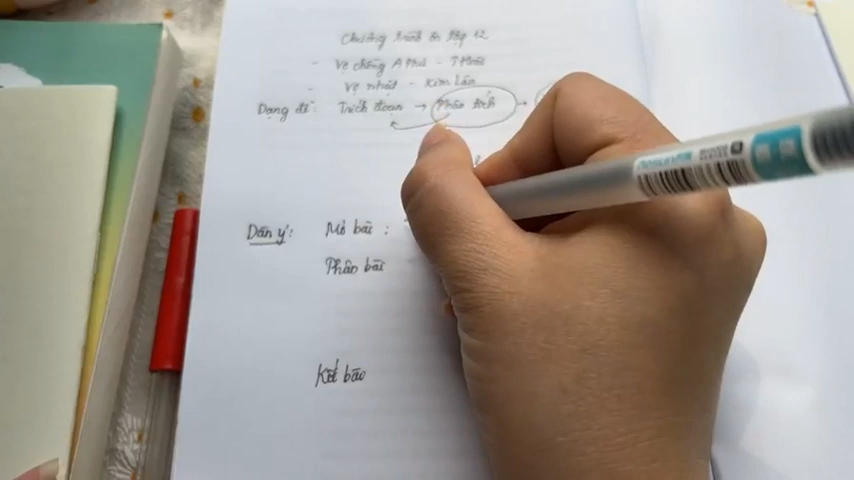 Chương trình ôn lớp 12
- Vợ chồng A Phủ - T Hoài
- Vợ nhặt - Kim Lân
Dạng đề: Trích đoạn → Phân tích →
Dàn ý: Mở bài :
Thân bài
Kết bài